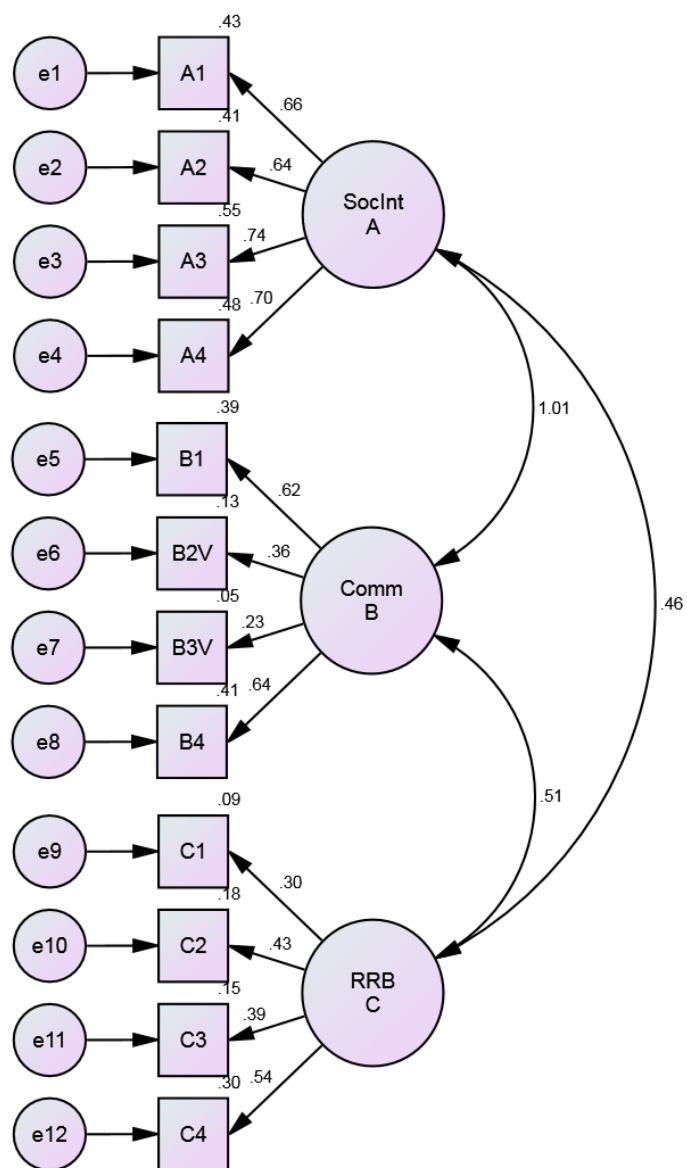 .43
e1
A1
.66
.41
e2
A2
.64
SocInt
A
.55
e3
A3
.74
.48
.70
e4
A4
1.01
.39
e5
B1
.62
.13
e6
B2V
.36
Comm
B
.46
.05
e7
B3V
.23
.41
.64
e8
B4
.51
.09
e9
C1
.30
.18
e10
C2
.43
RRB
C
.15
e11
C3
.39
.30
.54
e12
C4